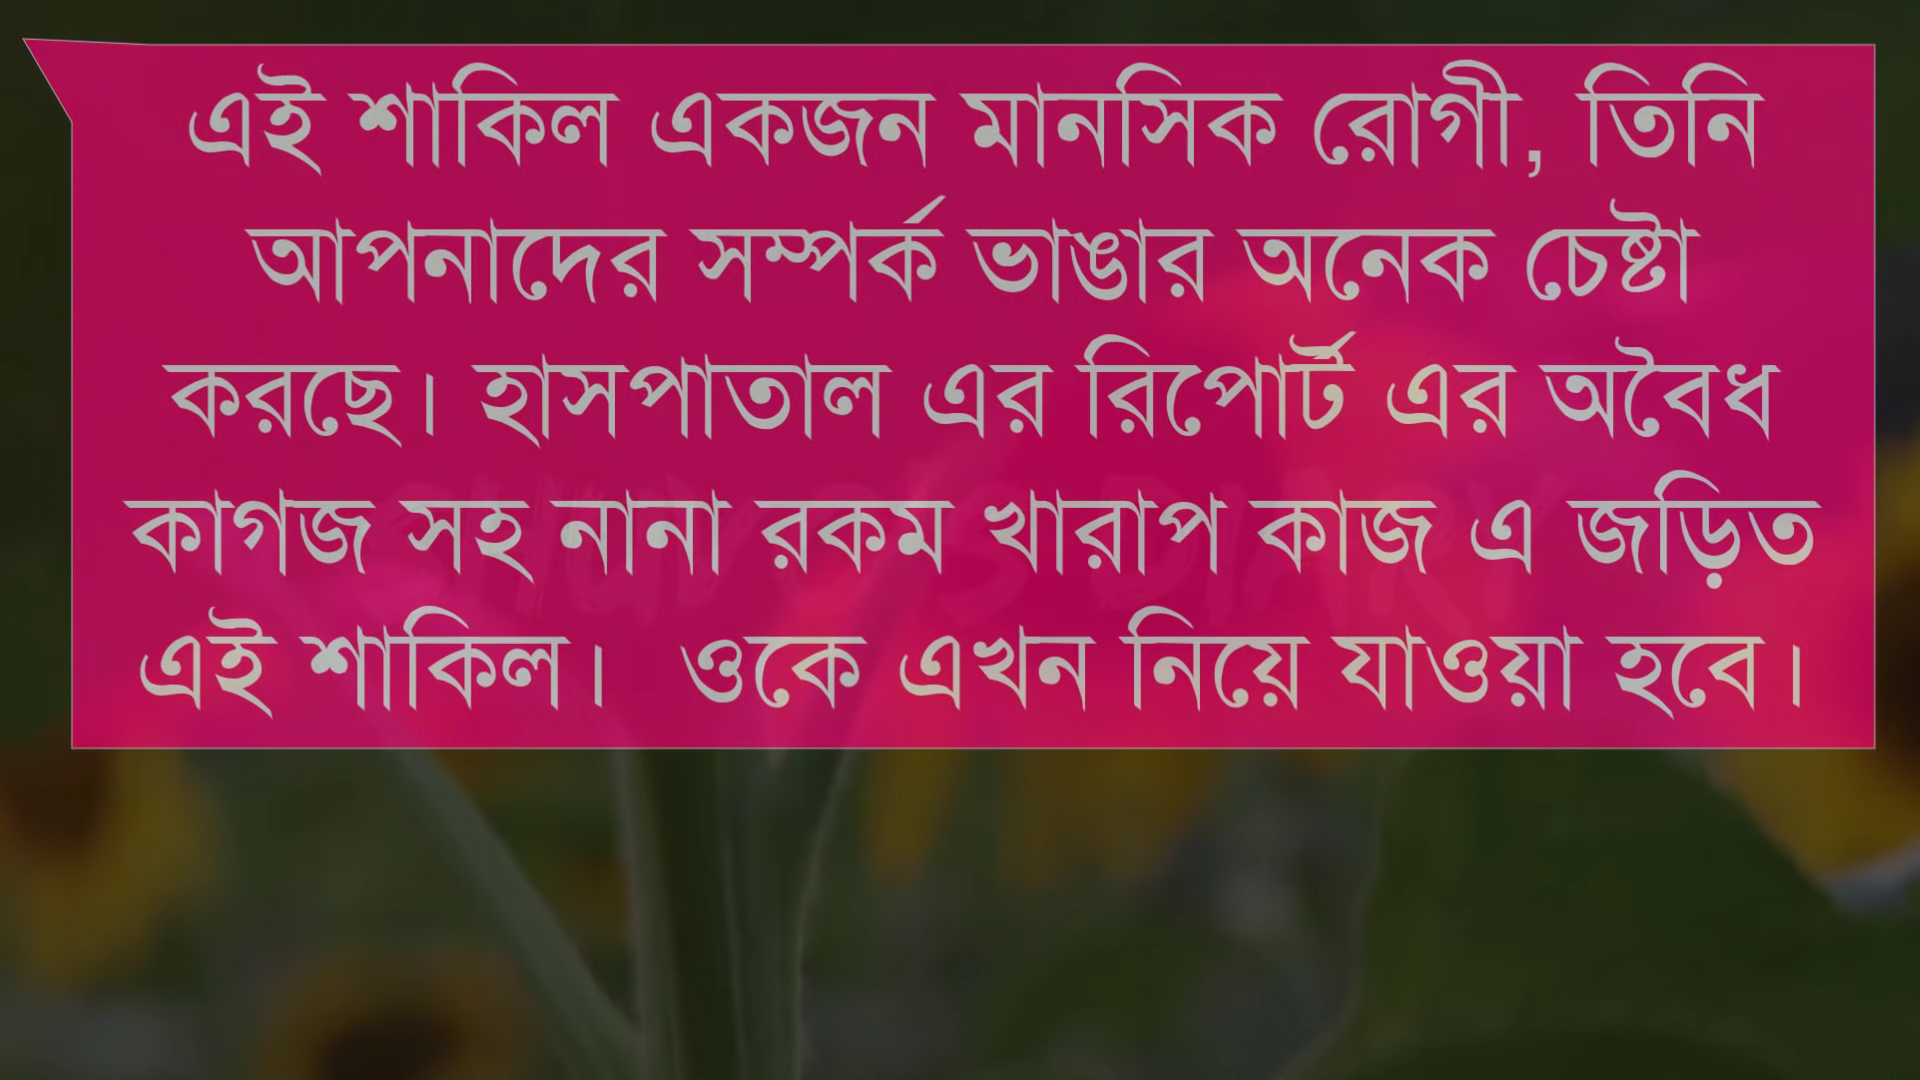 এই শাকিল একজন মানসিক রোগী, তিনি
আপনাদের সম্পর্ক ভাঙার অনেক চেষ্টা
করছে। হাসপাতাল এর রিপোর্ট এর অবৈধ
কাগজ সহ নানা রকম খারাপ কাজ এ জড়িত
এই শাকিল।  ওকে এখন নিয়ে যাওয়া হবে।